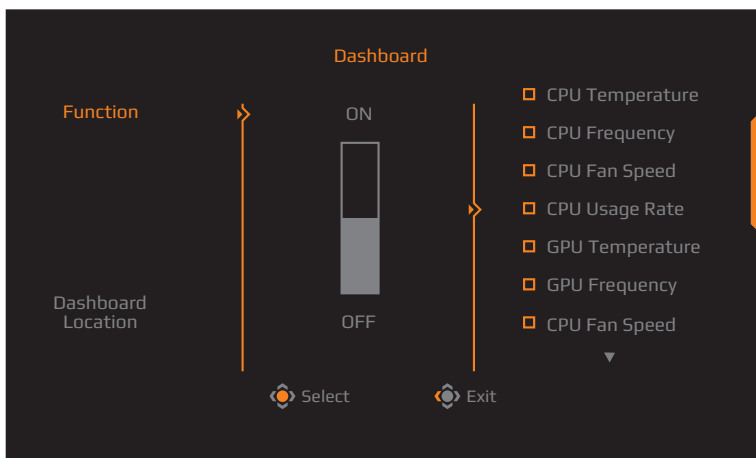 Dashboard
Function
ON
OFF
Dashboard
Location
CPU Temperature
CPU Frequency
CPU Fan Speed
CPU Usage Rate
GPU Temperature
GPU Frequency
CPU Fan Speed
Select
Exit